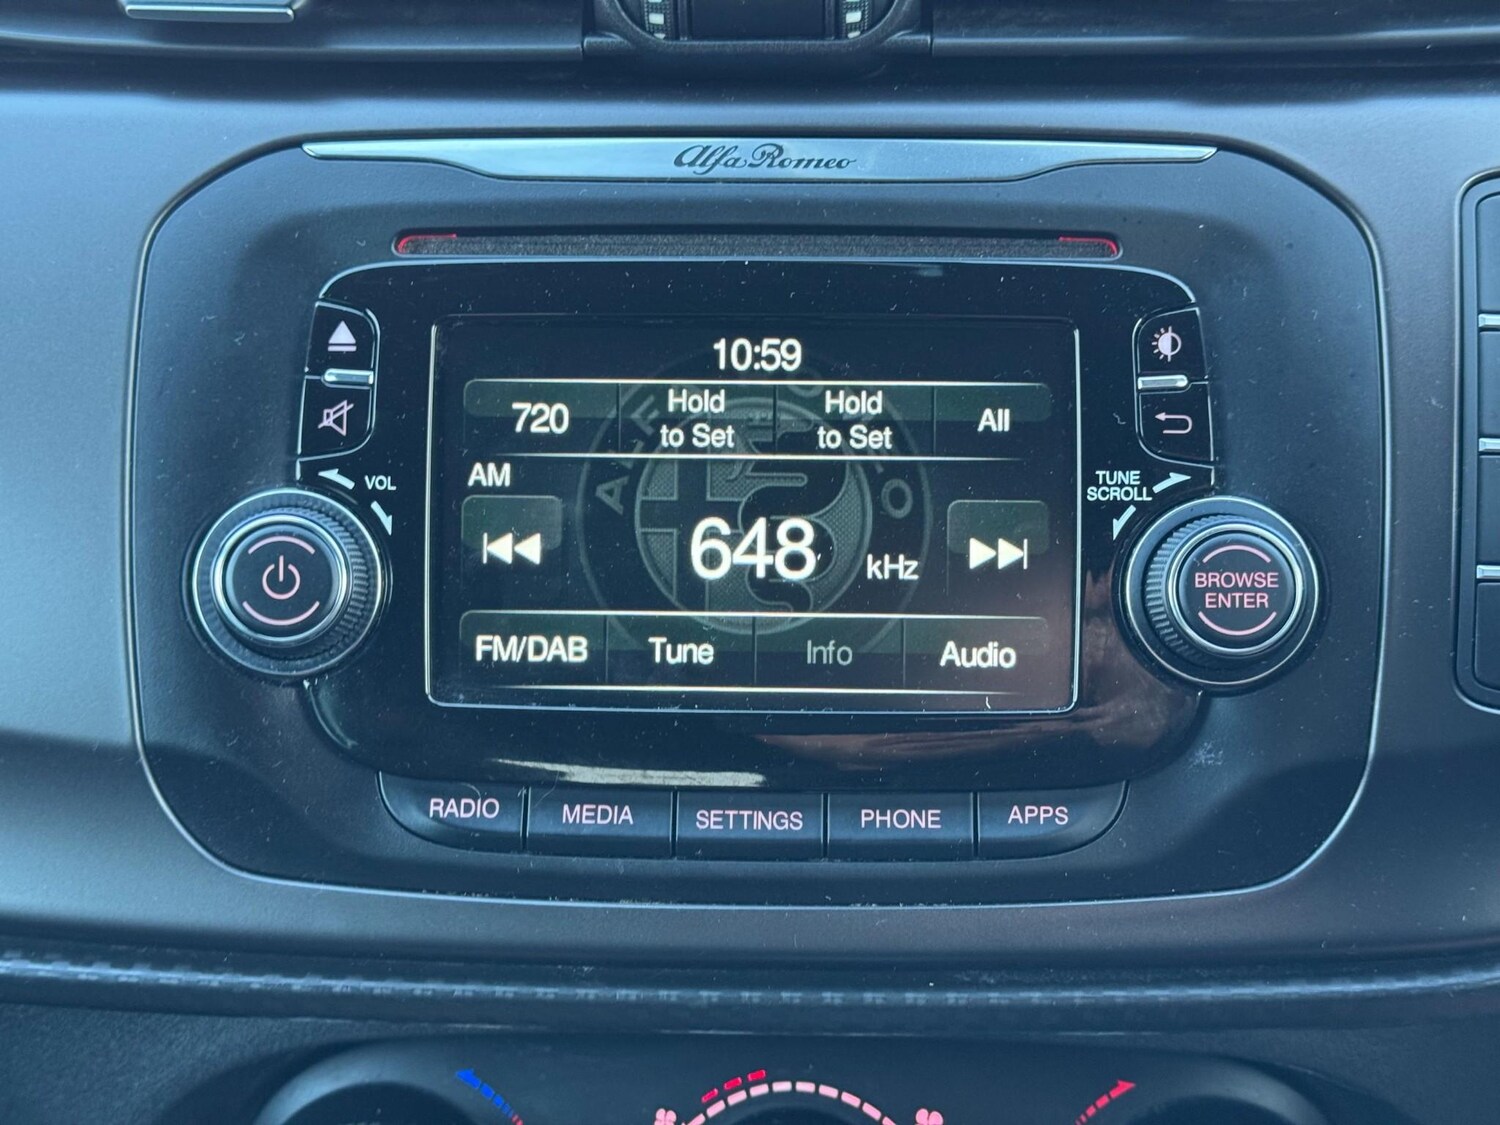 Alfa Romeo
10:59
720
Hold
to Set
Hold
to Set
All
AM
VOL
TUNE
SCROLL
648 kHz
BROWSE
ENTER
FM/DAB
Tune
Info
Audio
RADIO
MEDIA
SETTINGS
PHONE
APPS